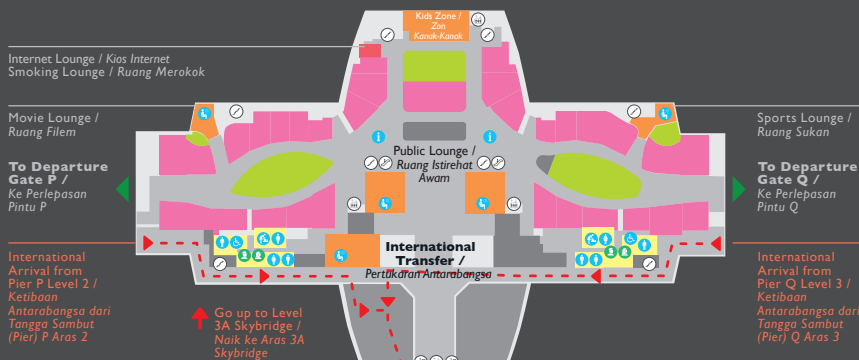 Kids Zone /
Zon
Kanak-Kanak
Internet Lounge / Kios Internet
Smoking Lounge / Ruang Merokok
Movie Lounge /
Ruang Filem
Sports Lounge /
Ruang Sukan
Public Lounge /
Ruang Istirehat
Awam
To Departure
Gate P /
Ke Perlepasan
Pintu P
To Departure
Gate Q /
Ke Perlepasan
Pintu Q
International
Transfer /
Pertukaran Antarabangsa
International
Arrival from
Pier P Level 2 /
Ketibaan
Antarabangsa dari
Tangga Sambut
(Pier) P Aras 2
Go up to Level
3A Skybridge /
Naik ke Aras 3A
Skybridge
International
Arrival from
Pier Q Level 3 /
Ketibaan
Antarabangsa dari
Tangga Sambut
(Pier) Q Aras 3